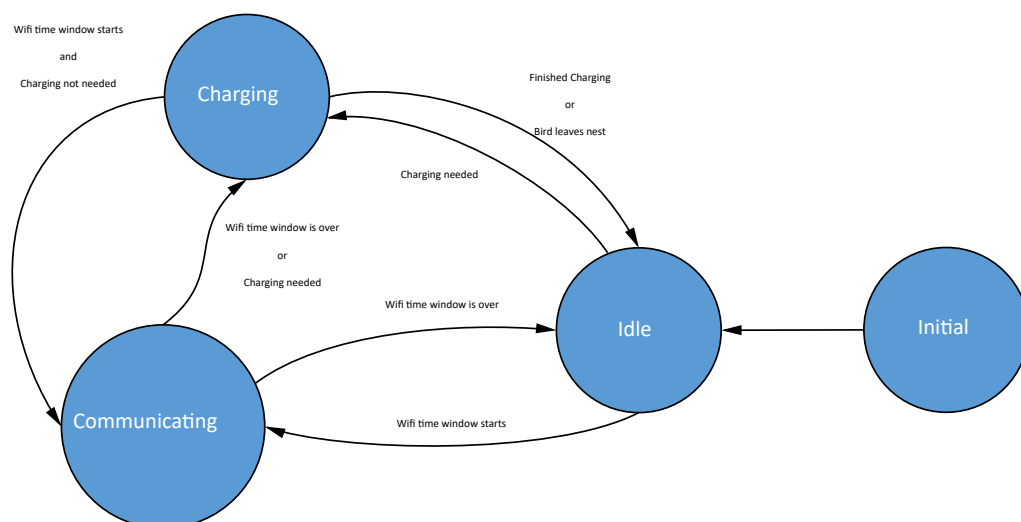 Wifi time window starts
and
Charging not needed
Charging
Finished Charging
or
Bird leaves nest
Charging needed
Wifi time window is over
or
Charging needed
Wifi time window is over
Idle
Initial
Communicating
Wifi time window starts